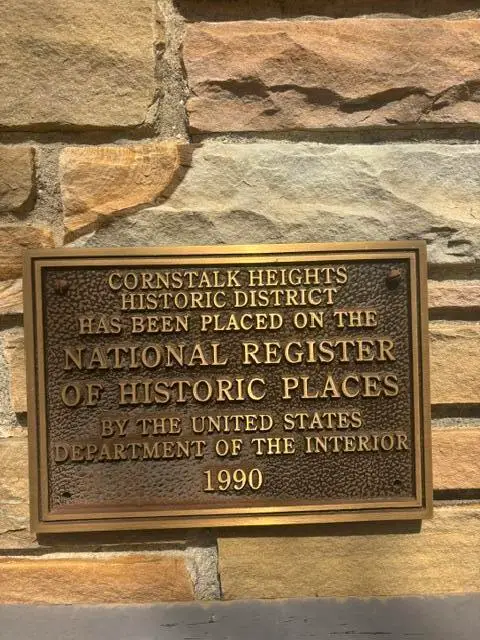 CORNSTALK HEIGHTS
HISTORIC DISTRICT
HAS BEEN PLACED ON THE
NATIONAL REGISTER
OF HISTORIC PLACES
BY THE UNITED STATES
DEPARTMENT OF THE INTERIOR
1990